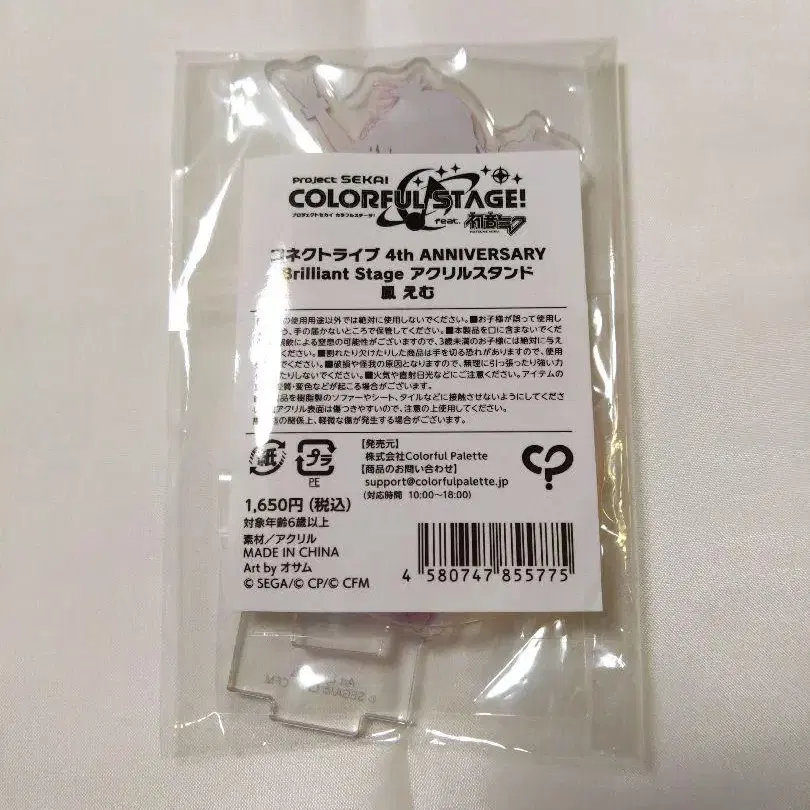 Project SEKAI
COLORFUL STAGE!
プロジェクトセカイ カラフルステージ!
feat. 初音ミク
HATSUNE MIKU
コネクトライブ 4th ANNIVERSARY
Brilliant Stage アクリルスタンド
鳳 えむ
の使用用途以外では絶対に使用しないでください。■お子様が誤って使用し
う、手の届かないところで保管してください。■本製品を口に含まないでくだ
飲による窒息の可能性がございますので、3歳未満のお子様には絶対に与え
ください。■割れたり欠けたりした商品は手を切る恐れがありますので、使用
でください。■破損や怪我の原因となりますので、無理に引っ張ったり強い力
たりしないでください。■火気や直射日光などにご注意ください。アイテムの
変質・変色などが起こる場合がございます。
品を樹脂製のソファーやシート、タイルなどに接触させないようにしてくださ
アクリル表面は傷つきやすいので、注意の上使用してください。
の関係上、軽微な傷が発生する場合がございます。
紙 プラ
PE
【発売元】
株式会社Colorful Palette
【商品のお問い合わせ】
support@colorfulpalette.jp
(対応時間 10:00~18:00)
1,650円 (税込)
対象年齢6歳以上
素材/アクリル
MADE IN CHINA
Art by オサム
© SEGA/© CP/© CFM
4 580747 855775